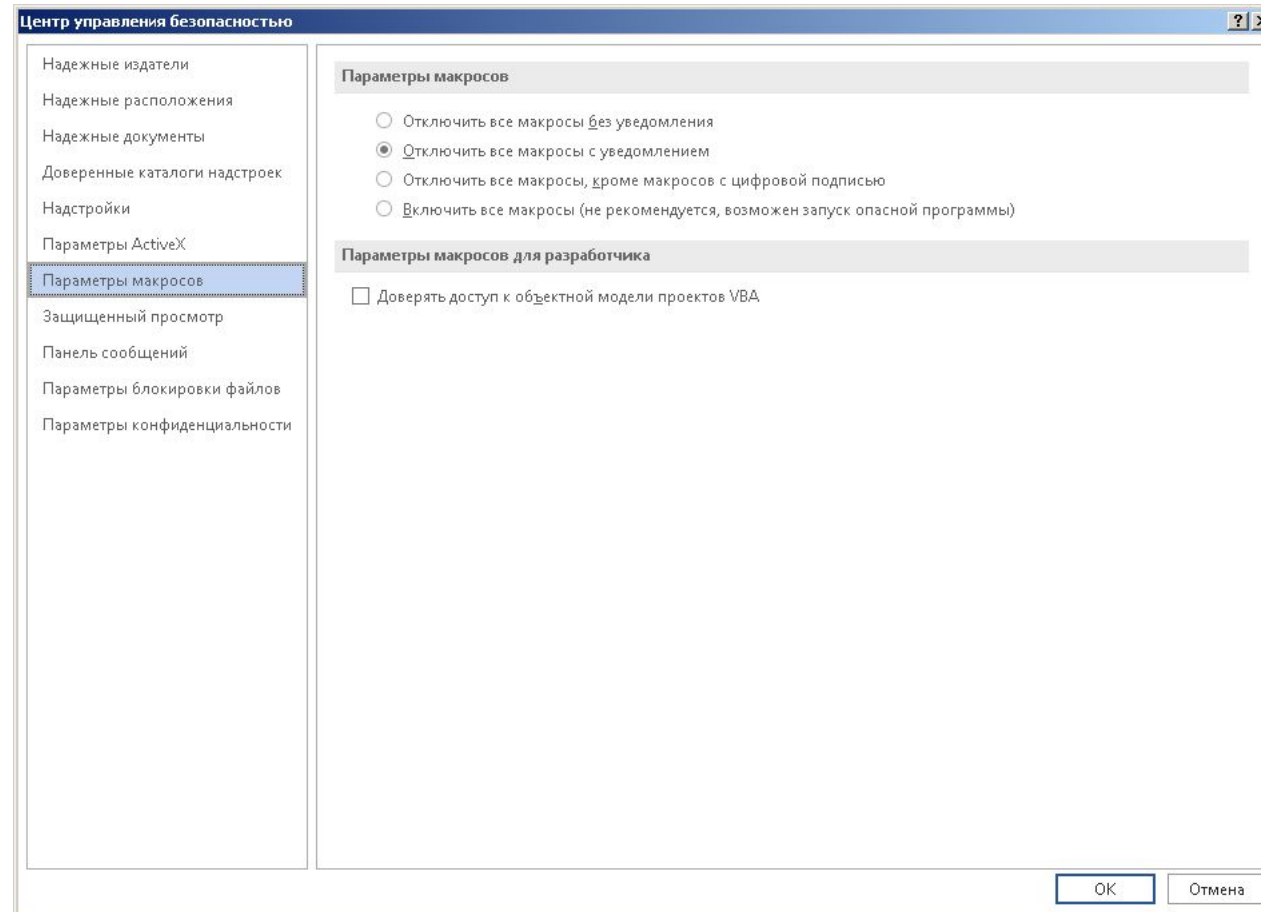 Центр управления безопасностью
Надежные издатели
Надежные расположения
Надежные документы
Доверенные каталоги надстроек
Надстройки
Параметры ActiveX
Параметры макросов
Защищенный просмотр
Панель сообщений
Параметры блокировки файлов
Параметры конфиденциальности
Параметры макросов
Отключить все макросы без уведомления
Отключить все макросы с уведомлением
Отключить все макросы, кроме макросов с цифровой подписью
Включить все макросы (не рекомендуется, возможен запуск опасной программы)
Параметры макросов для разработчика
Доверять доступ к объектной модели проектов VBA
ОК
Отмена